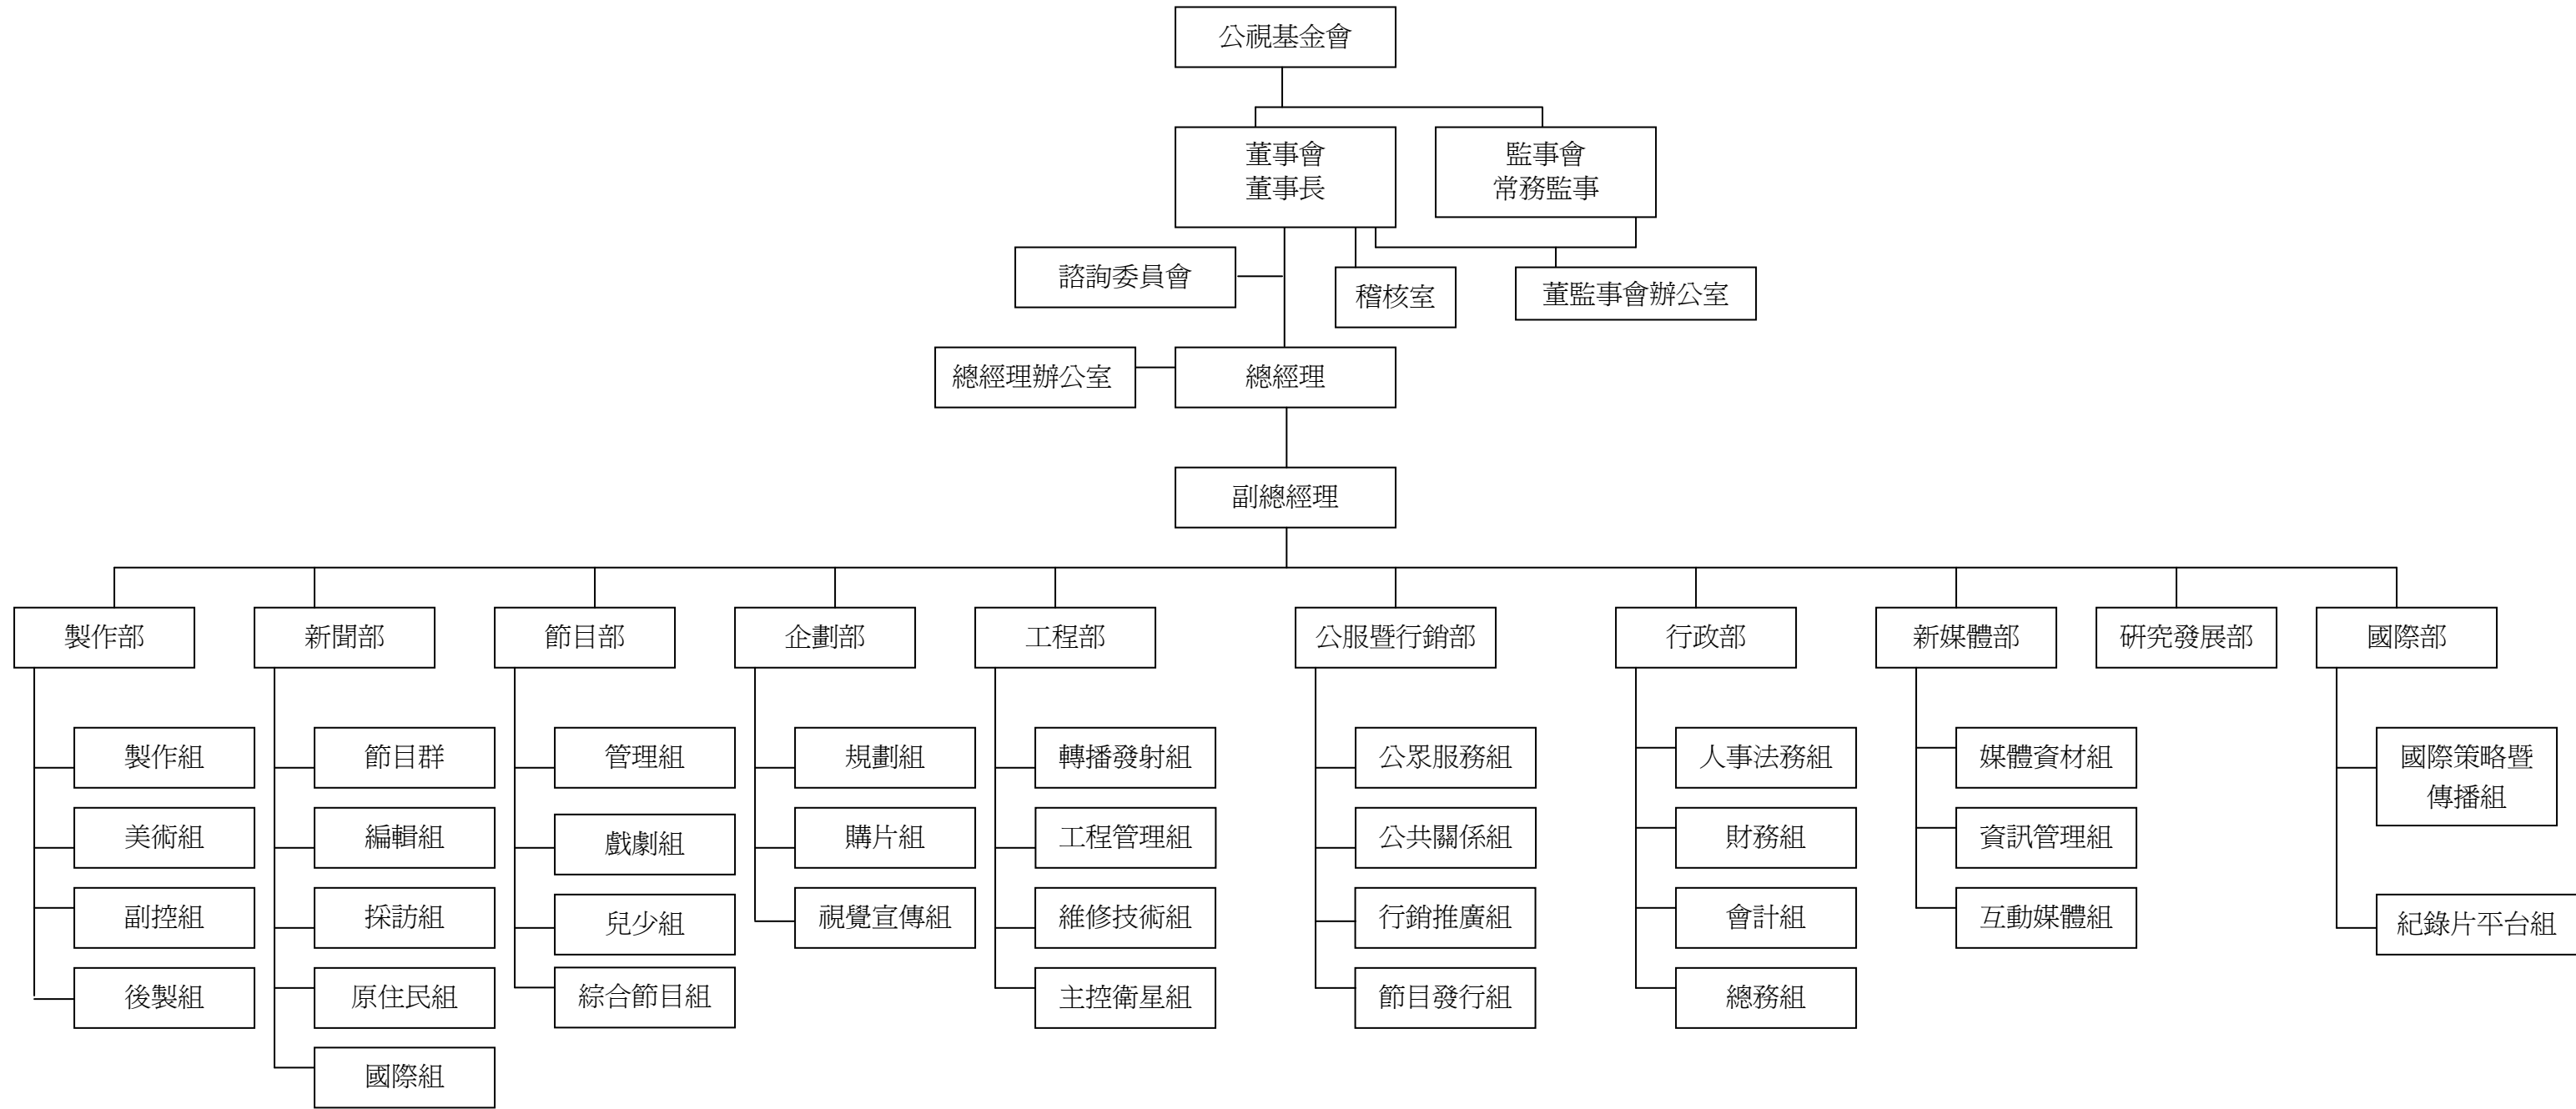 公視基金會
董事會
董事長
監事會
常務監事
諮詢委員會
稽核室
董監事會辦公室
總經理辦公室
總經理
副總經理
製作部
新聞部
節目部
企劃部
工程部
公服暨行銷部
行政部
新媒體部
研究發展部
國際部
製作組
美術組
副控組
後製組
節目群
編輯組
採訪組
原住民組
國際組
管理組
戲劇組
兒少組
綜合節目組
規劃組
購片組
視覺宣傳組
轉播發射組
工程管理組
維修技術組
主控衛星組
公眾服務組
公共關係組
行銷推廣組
節目發行組
人事法務組
財務組
會計組
總務組
媒體資材組
資訊管理組
互動媒體組
國際策略暨
傳播組
紀錄片平台組